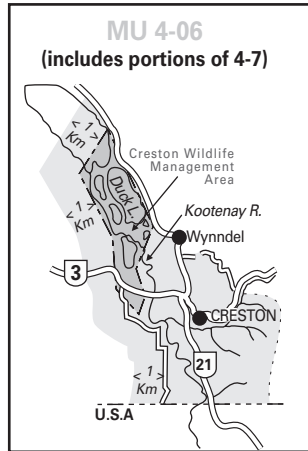 MU 4-06
(includes portions of 4-7)
< 1 >
Km
Creston Wildlife
Management
Area
Duck L.
< 1 >
Km
Kootenay R.
Wynndel
3
CRESTON
21
< 1 >
Km
U.S.A